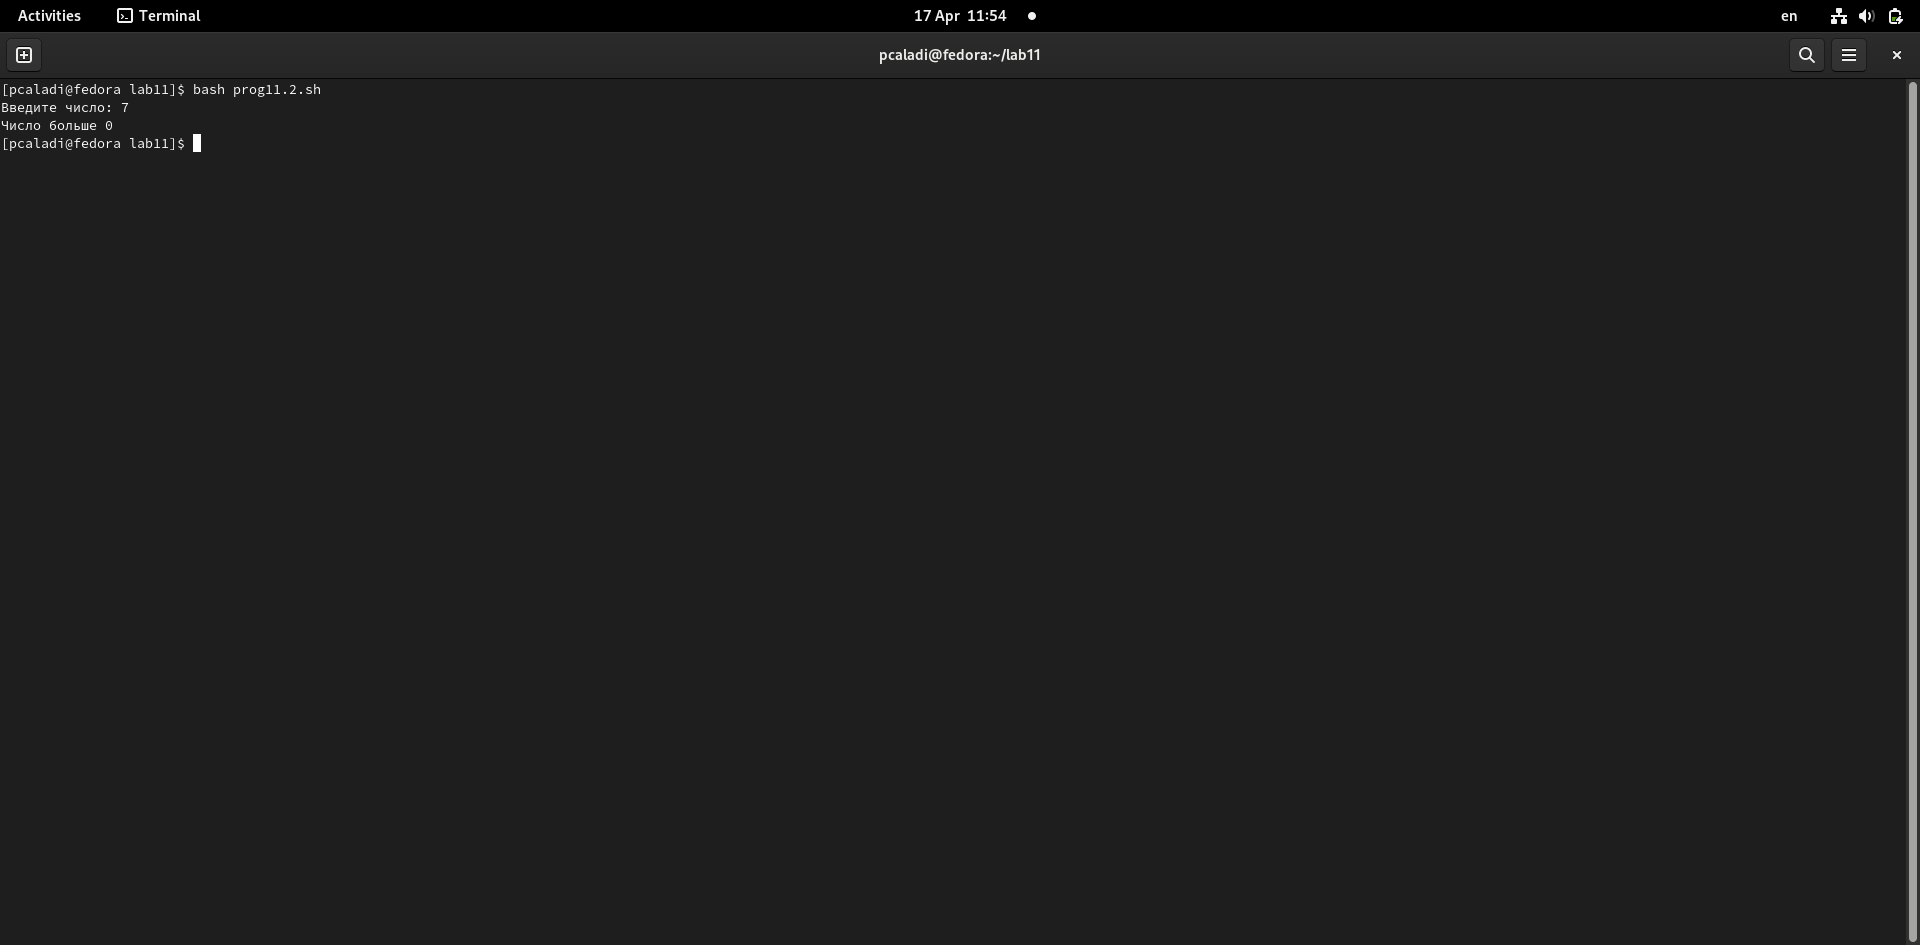 Activities Terminal 17 Apr 11:54 en
pcaladi@fedora:~/lab11
[pcaladi@fedora lab11]$ bash prog11.2.sh
Введите число: 7
Число больше 0
[pcaladi@fedora lab11]$